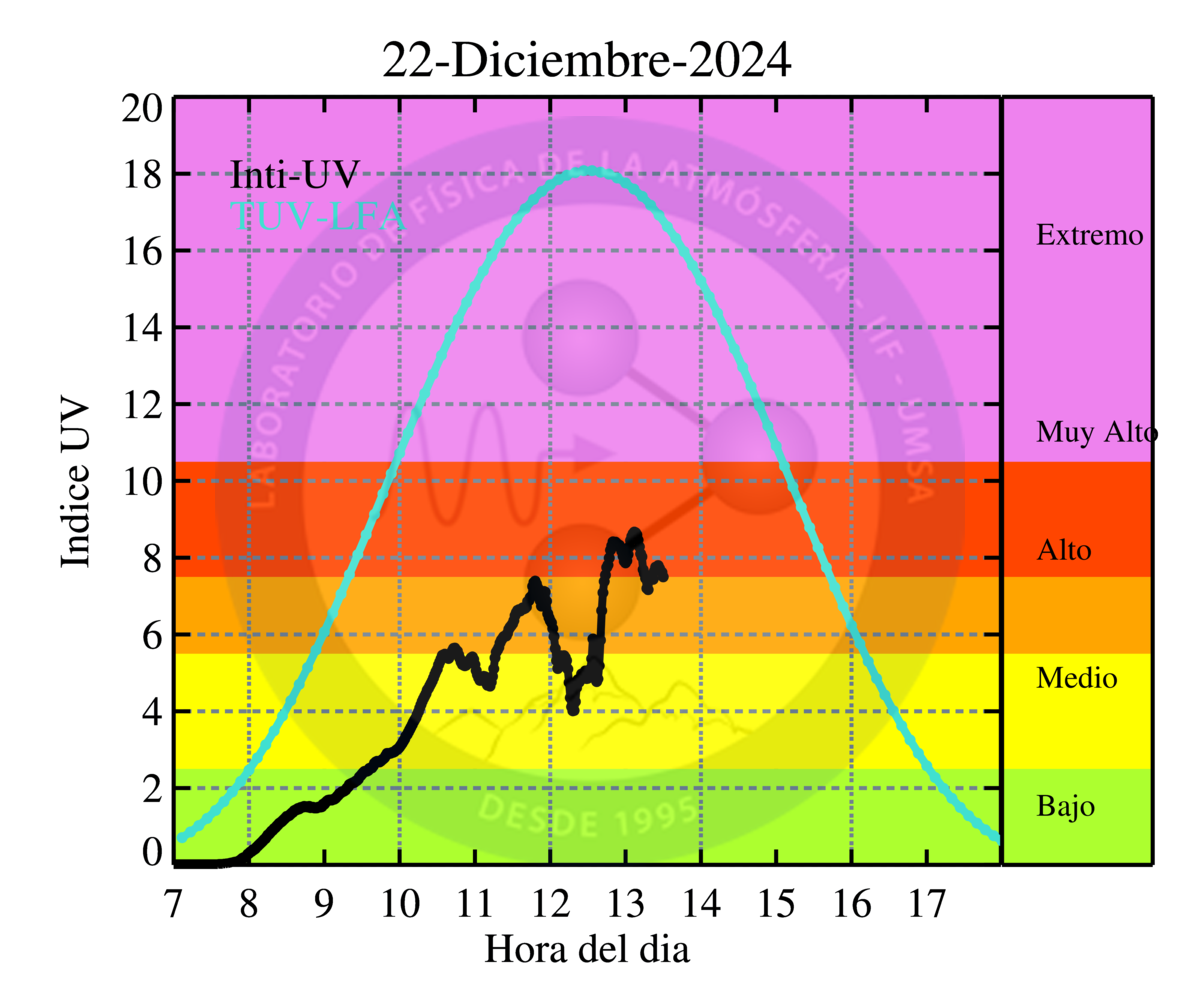 22-Diciembre-2024
Indice UV
20
18
16
14
12
10
8
6
4
2
0
Inti-UV
TUV-LFA
LABORATORIO DE FÍSICA DE LA ATMÓSFERA - IIF - UMSA
DESDE 1995
Extremo
Muy Alto
Alto
Medio
Bajo
7 8 9 10 11 12 13 14 15 16 17
Hora del dia